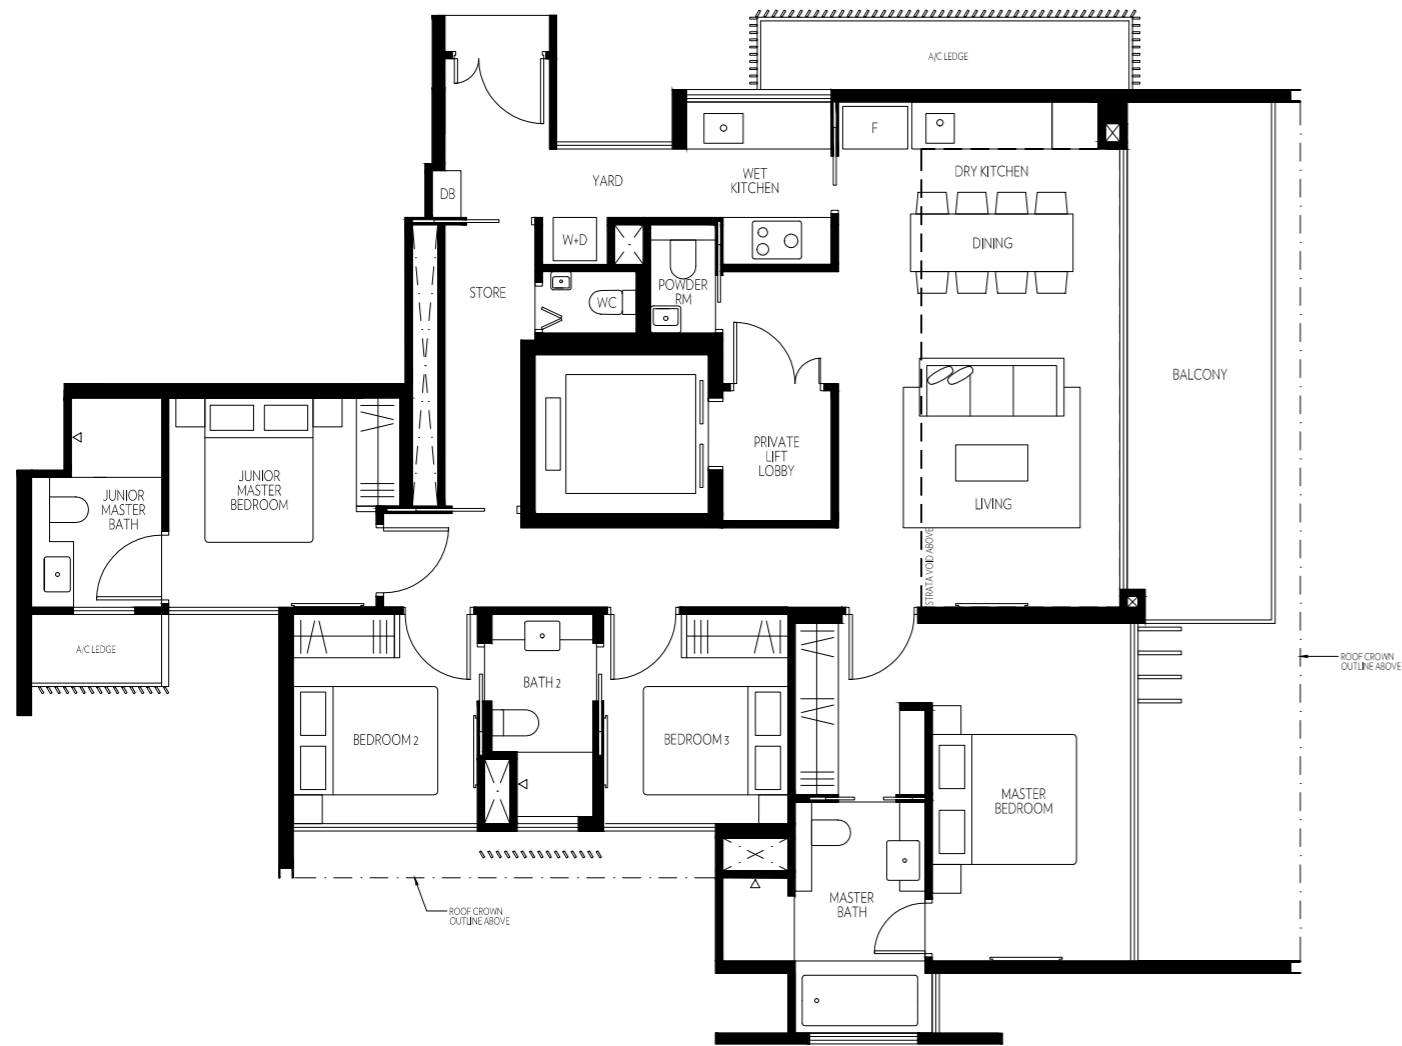 A/C LEDGE
F
DRY KITCHEN
YARD
WET
KITCHEN
DB
W+D
DINING
STORE
WC
POWDER
RM
BALCONY
PRIVATE
LIFT
LOBBY
JUNIOR
MASTER
BEDROOM
JUNIOR
MASTER
BATH
LIVING
STRATA VOID ABOVE
A/C LEDGE
ROOF CROWN
OUTLINE ABOVE
BATH 2
BEDROOM 2
BEDROOM 3
MASTER
BEDROOM
MASTER
BATH
ROOF CROWN
OUTLINE ABOVE